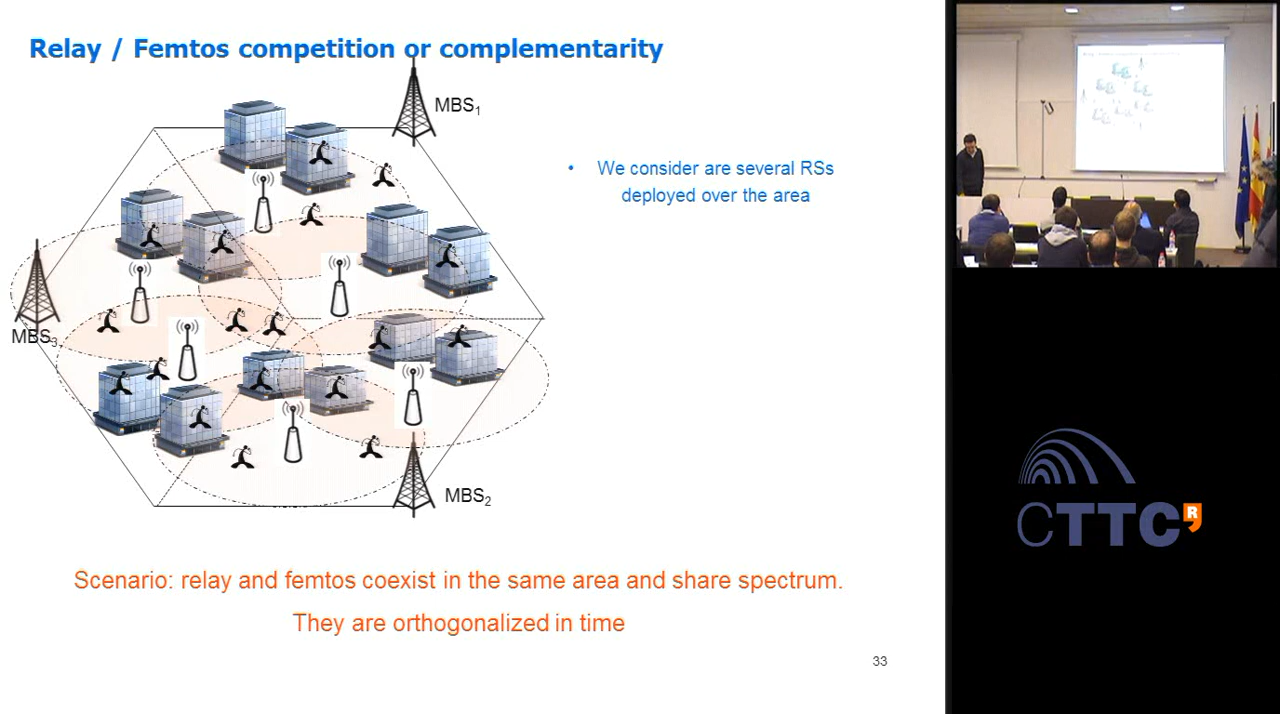 Relay / Femtos competition or complementarity
MBS1
• We consider are several RSs
deployed over the area
MBS3
MBS2
Scenario: relay and femtos coexist in the same area and share spectrum.
They are orthogonalized in time
33
CTTC R